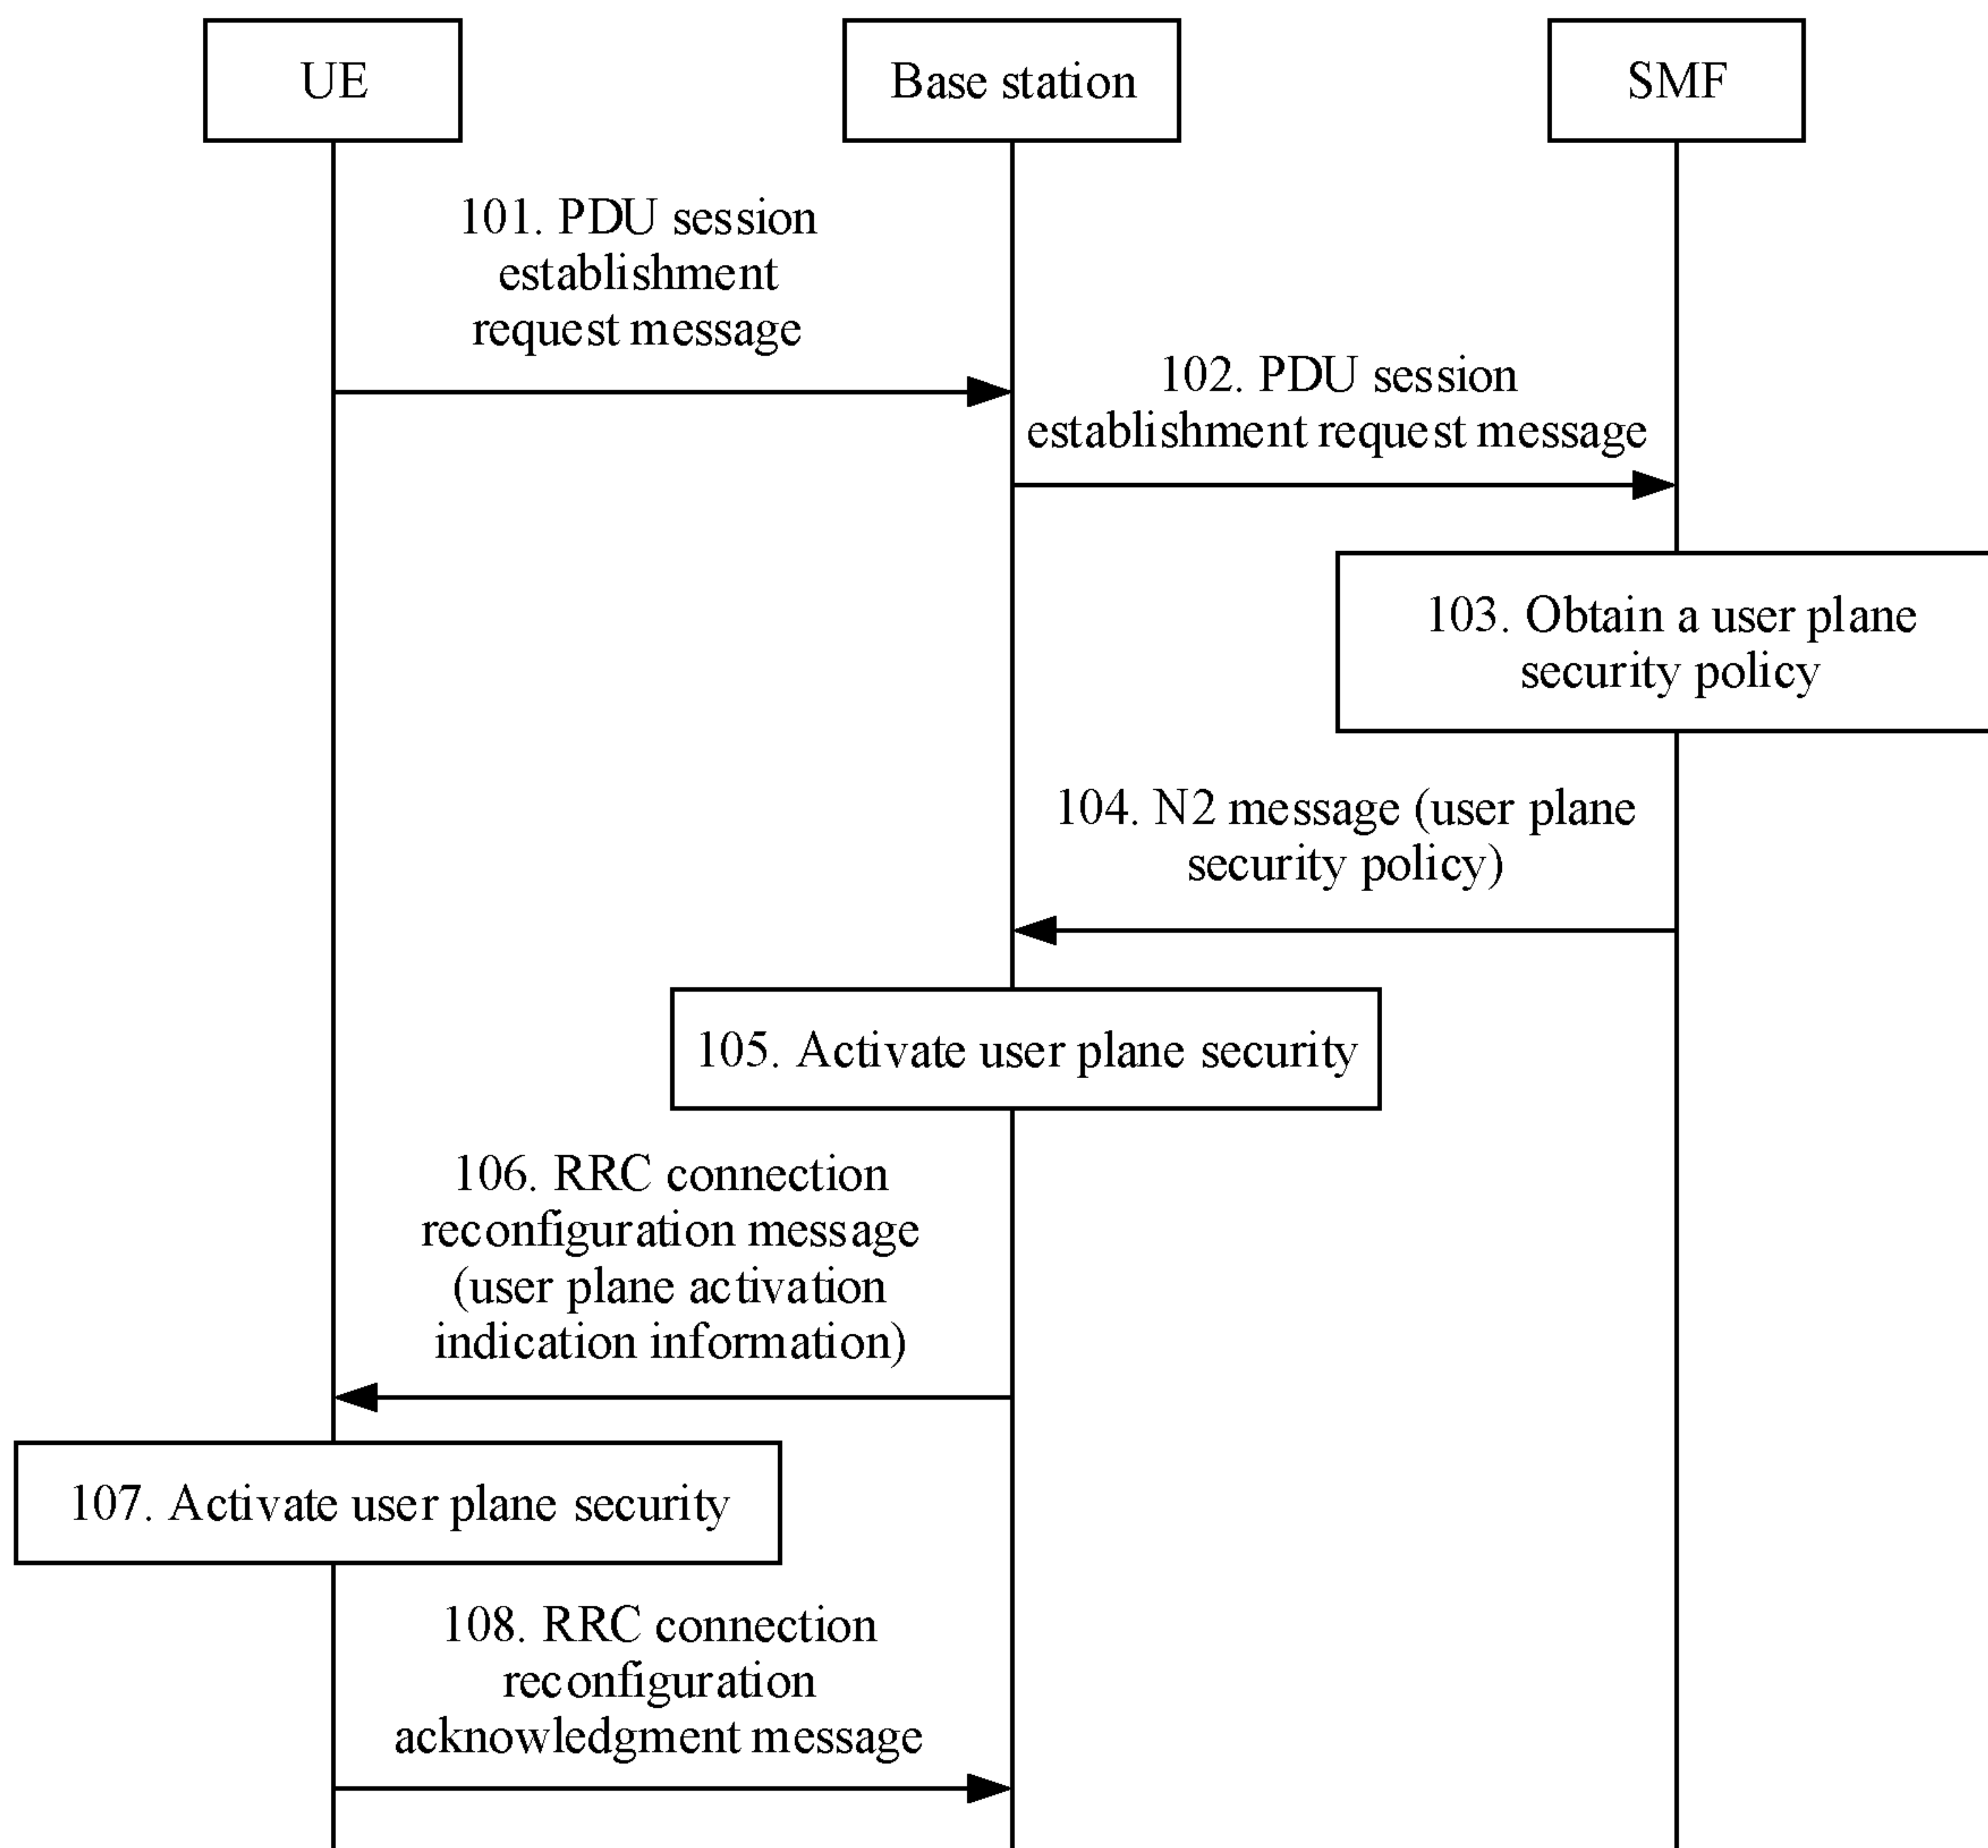 UE
Base station
SMF
101. PDU session
establishment
request message
102. PDU session
establishment request message
103. Obtain a user plane
security policy
104. N2 message (user plane
security policy)
105. Activate user plane security
106. RRC connection
reconfiguration message
(user plane activation
indication information)
107. Activate user plane security
108. RRC connection
reconfiguration
acknowledgment message